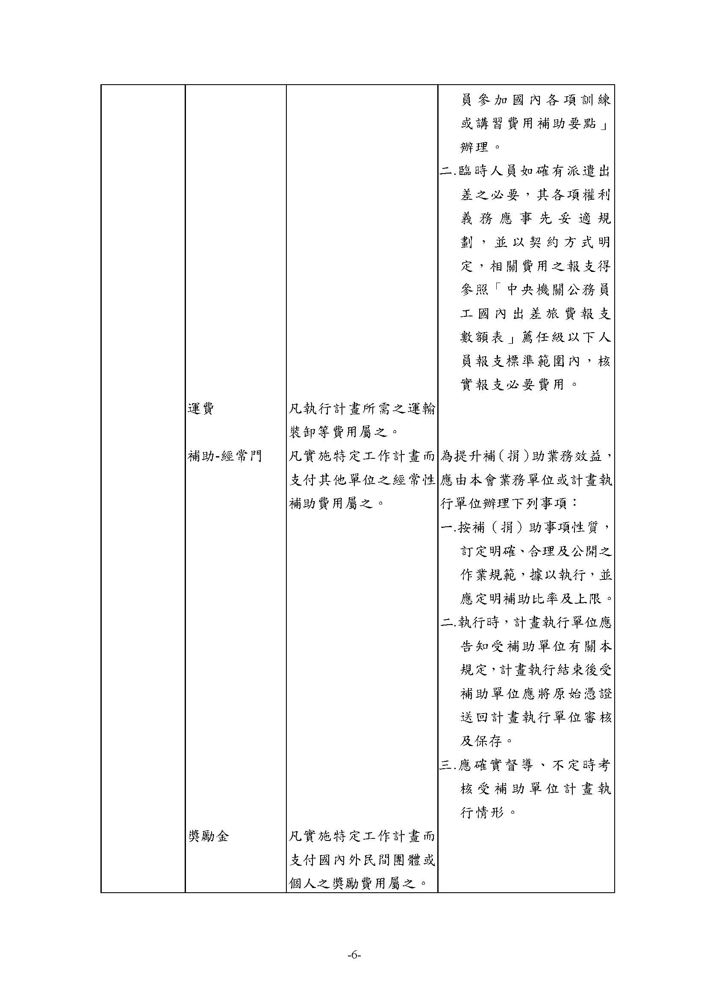 員參加國內各項訓練
或講習費用補助要點」
辦理。
二.臨時人員如確有派遣出
差之必要，其各項權利
義務應事先妥適規
劃，並以契約方式明
定，相關費用之報支得
參照「中央機關公務員
工國內出差旅費報支
數額表」薦任級以下人
員報支標準範圍內，核
實報支必要費用。
運費
凡執行計畫所需之運輸
裝卸等費用屬之。
補助-經常門
凡實施特定工作計畫而
支付其他單位之經常性
補助費用屬之。
為提升補(捐)助業務效益，
應由本會業務單位或計畫執
行單位辦理下列事項：
一.按補（捐）助事項性質，
訂定明確、合理及公開之
作業規範，據以執行，並
應定明補助比率及上限。
二.執行時，計畫執行單位應
告知受補助單位有關本
規定，計畫執行結束後受
補助單位應將原始憑證
送回計畫執行單位審核
及保存。
三.應確實督導、不定時考
核受補助單位計畫執
行情形。
獎勵金
凡實施特定工作計畫而
支付國內外民間團體或
個人之獎勵費用屬之。
-6-